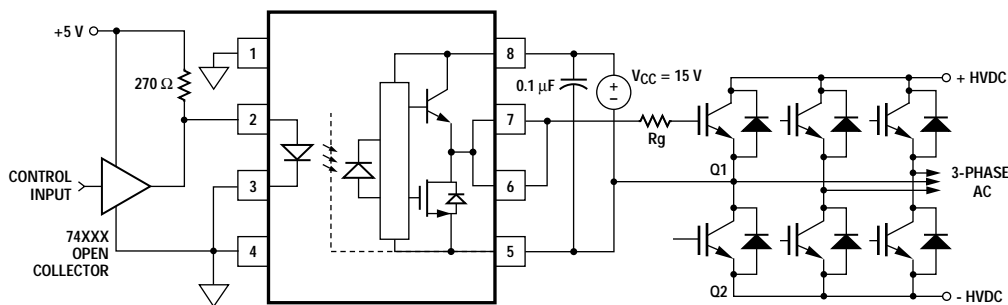 +5 V
270 Ω
CONTROL
INPUT
74XXX
OPEN
COLLECTOR
1
2
3
4
8
7
6
5
0.1 µF
VCC = 15 V
+
−
Rg
Q1
Q2
+ HVDC
3-PHASE
AC
- HVDC